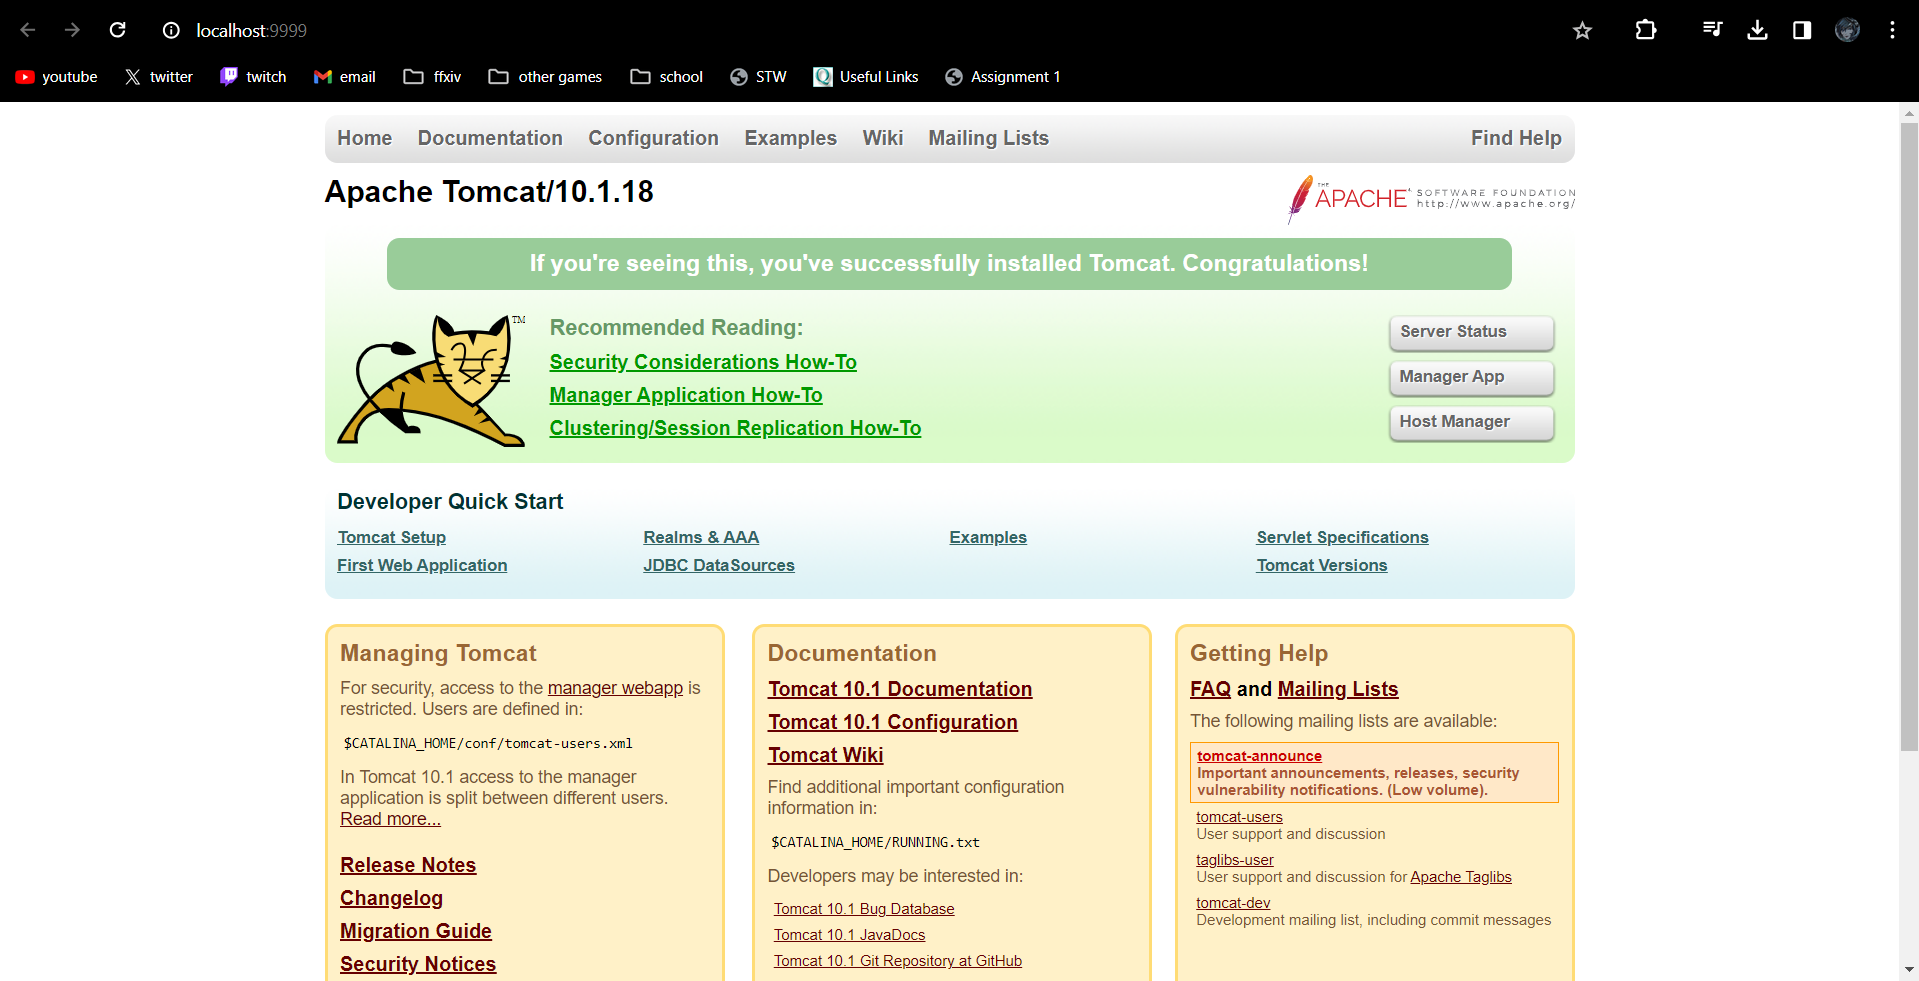 localhost:9999
youtube twitter twitch email ffxiv other games school STW Useful Links Assignment 1
Home Documentation Configuration Examples Wiki Mailing Lists Find Help
Apache Tomcat/10.1.18
THE APACHE SOFTWARE FOUNDATION
http://www.apache.org/
If you're seeing this, you've successfully installed Tomcat. Congratulations!
TM
Recommended Reading:
Security Considerations How-To
Manager Application How-To
Clustering/Session Replication How-To
Server Status
Manager App
Host Manager
Developer Quick Start
Tomcat Setup
First Web Application
Realms & AAA
JDBC DataSources
Examples
Servlet Specifications
Tomcat Versions
Managing Tomcat
For security, access to the manager webapp is
restricted. Users are defined in:
$CATALINA_HOME/conf/tomcat-users.xml
In Tomcat 10.1 access to the manager
application is split between different users.
Read more...
Release Notes
Changelog
Migration Guide
Security Notices
Documentation
Tomcat 10.1 Documentation
Tomcat 10.1 Configuration
Tomcat Wiki
Find additional important configuration
information in:
$CATALINA_HOME/RUNNING.txt
Developers may be interested in:
Tomcat 10.1 Bug Database
Tomcat 10.1 JavaDocs
Tomcat 10.1 Git Repository at GitHub
Getting Help
FAQ and Mailing Lists
The following mailing lists are available:
tomcat-announce
Important announcements, releases, security
vulnerability notifications. (Low volume).
tomcat-users
User support and discussion
taglibs-user
User support and discussion for Apache Taglibs
tomcat-dev
Development mailing list, including commit messages